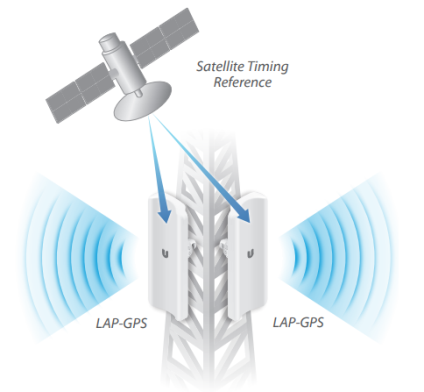 Satellite Timing
Reference
LAP-GPS
LAP-GPS